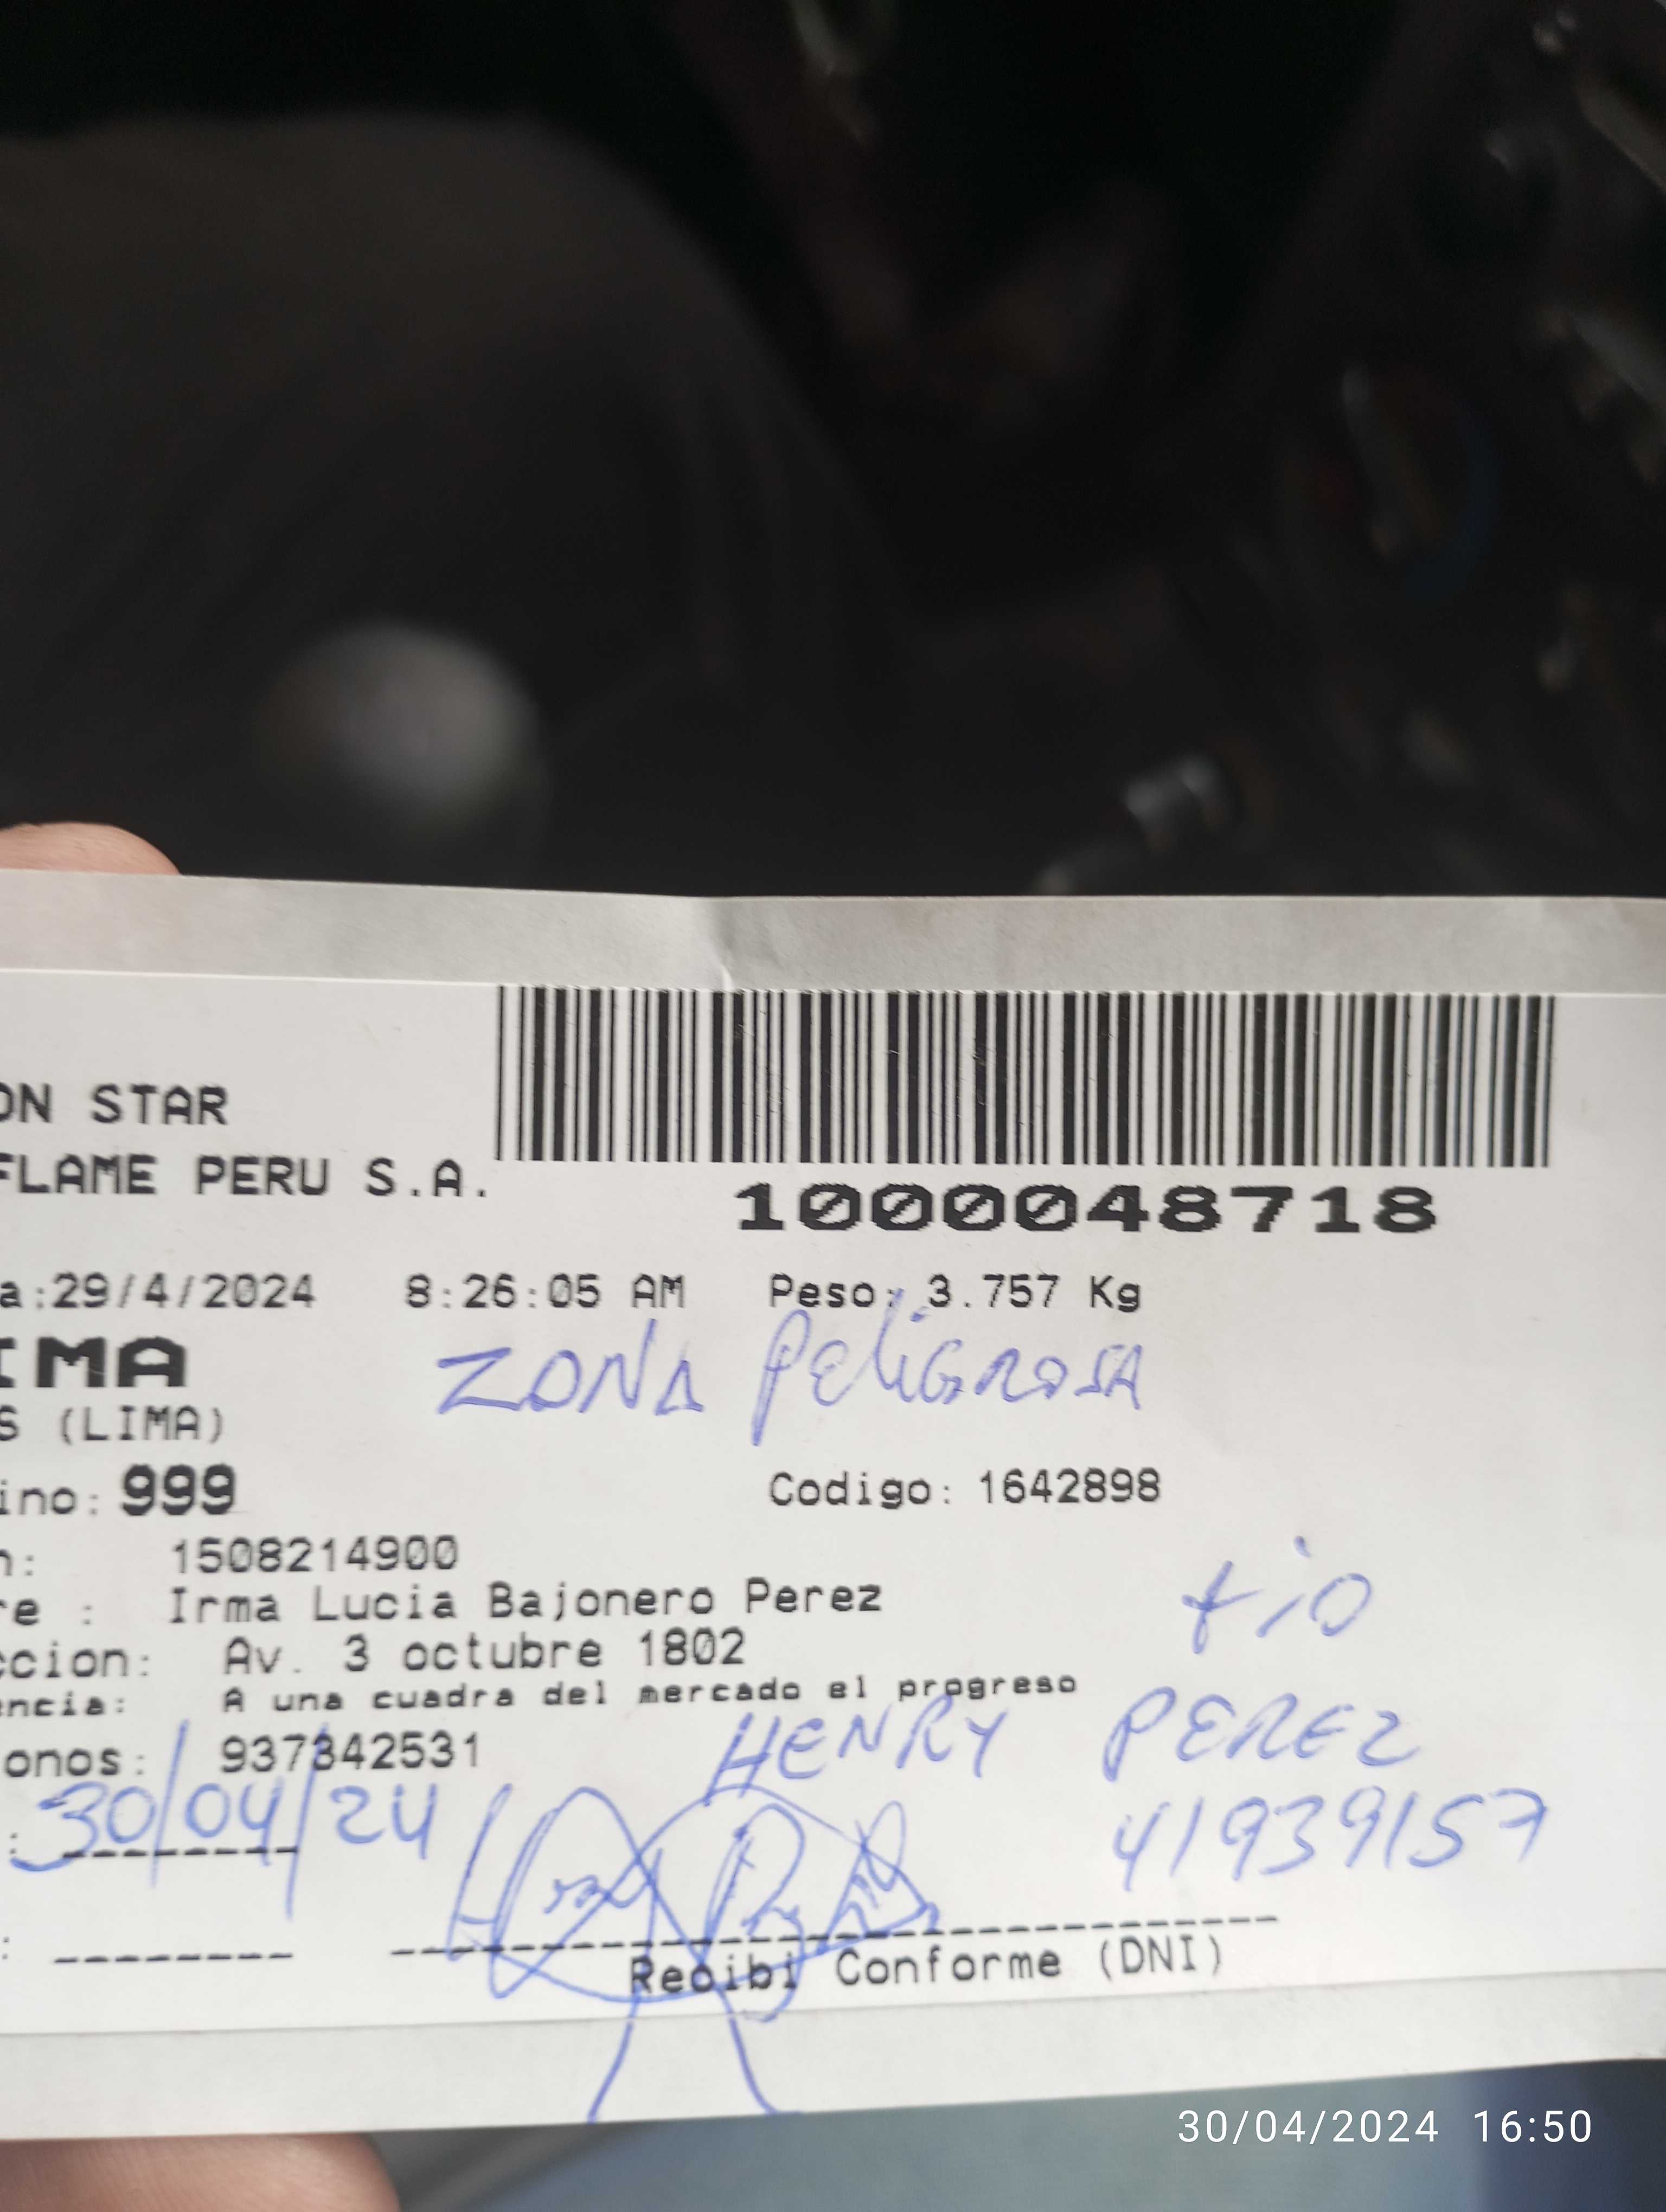 ON STAR
FLAME PERU S.A.
1000048718
a:29/4/2024 8:26:05 AM Peso: 3.757 Kg
IMA
ZONA PELIGROSA
S (LIMA)
ino: 999 Codigo: 1642898
n: 1508214900
re : Irma Lucia Bajonero Perez
tio
ccion: Av. 3 octubre 1802
encia: A una cuadra del mercado el progreso
HENRY PEREZ
onos: 937342531
: 30/04/24
41939157
Recibi Conforme (DNI)
30/04/2024 16:50